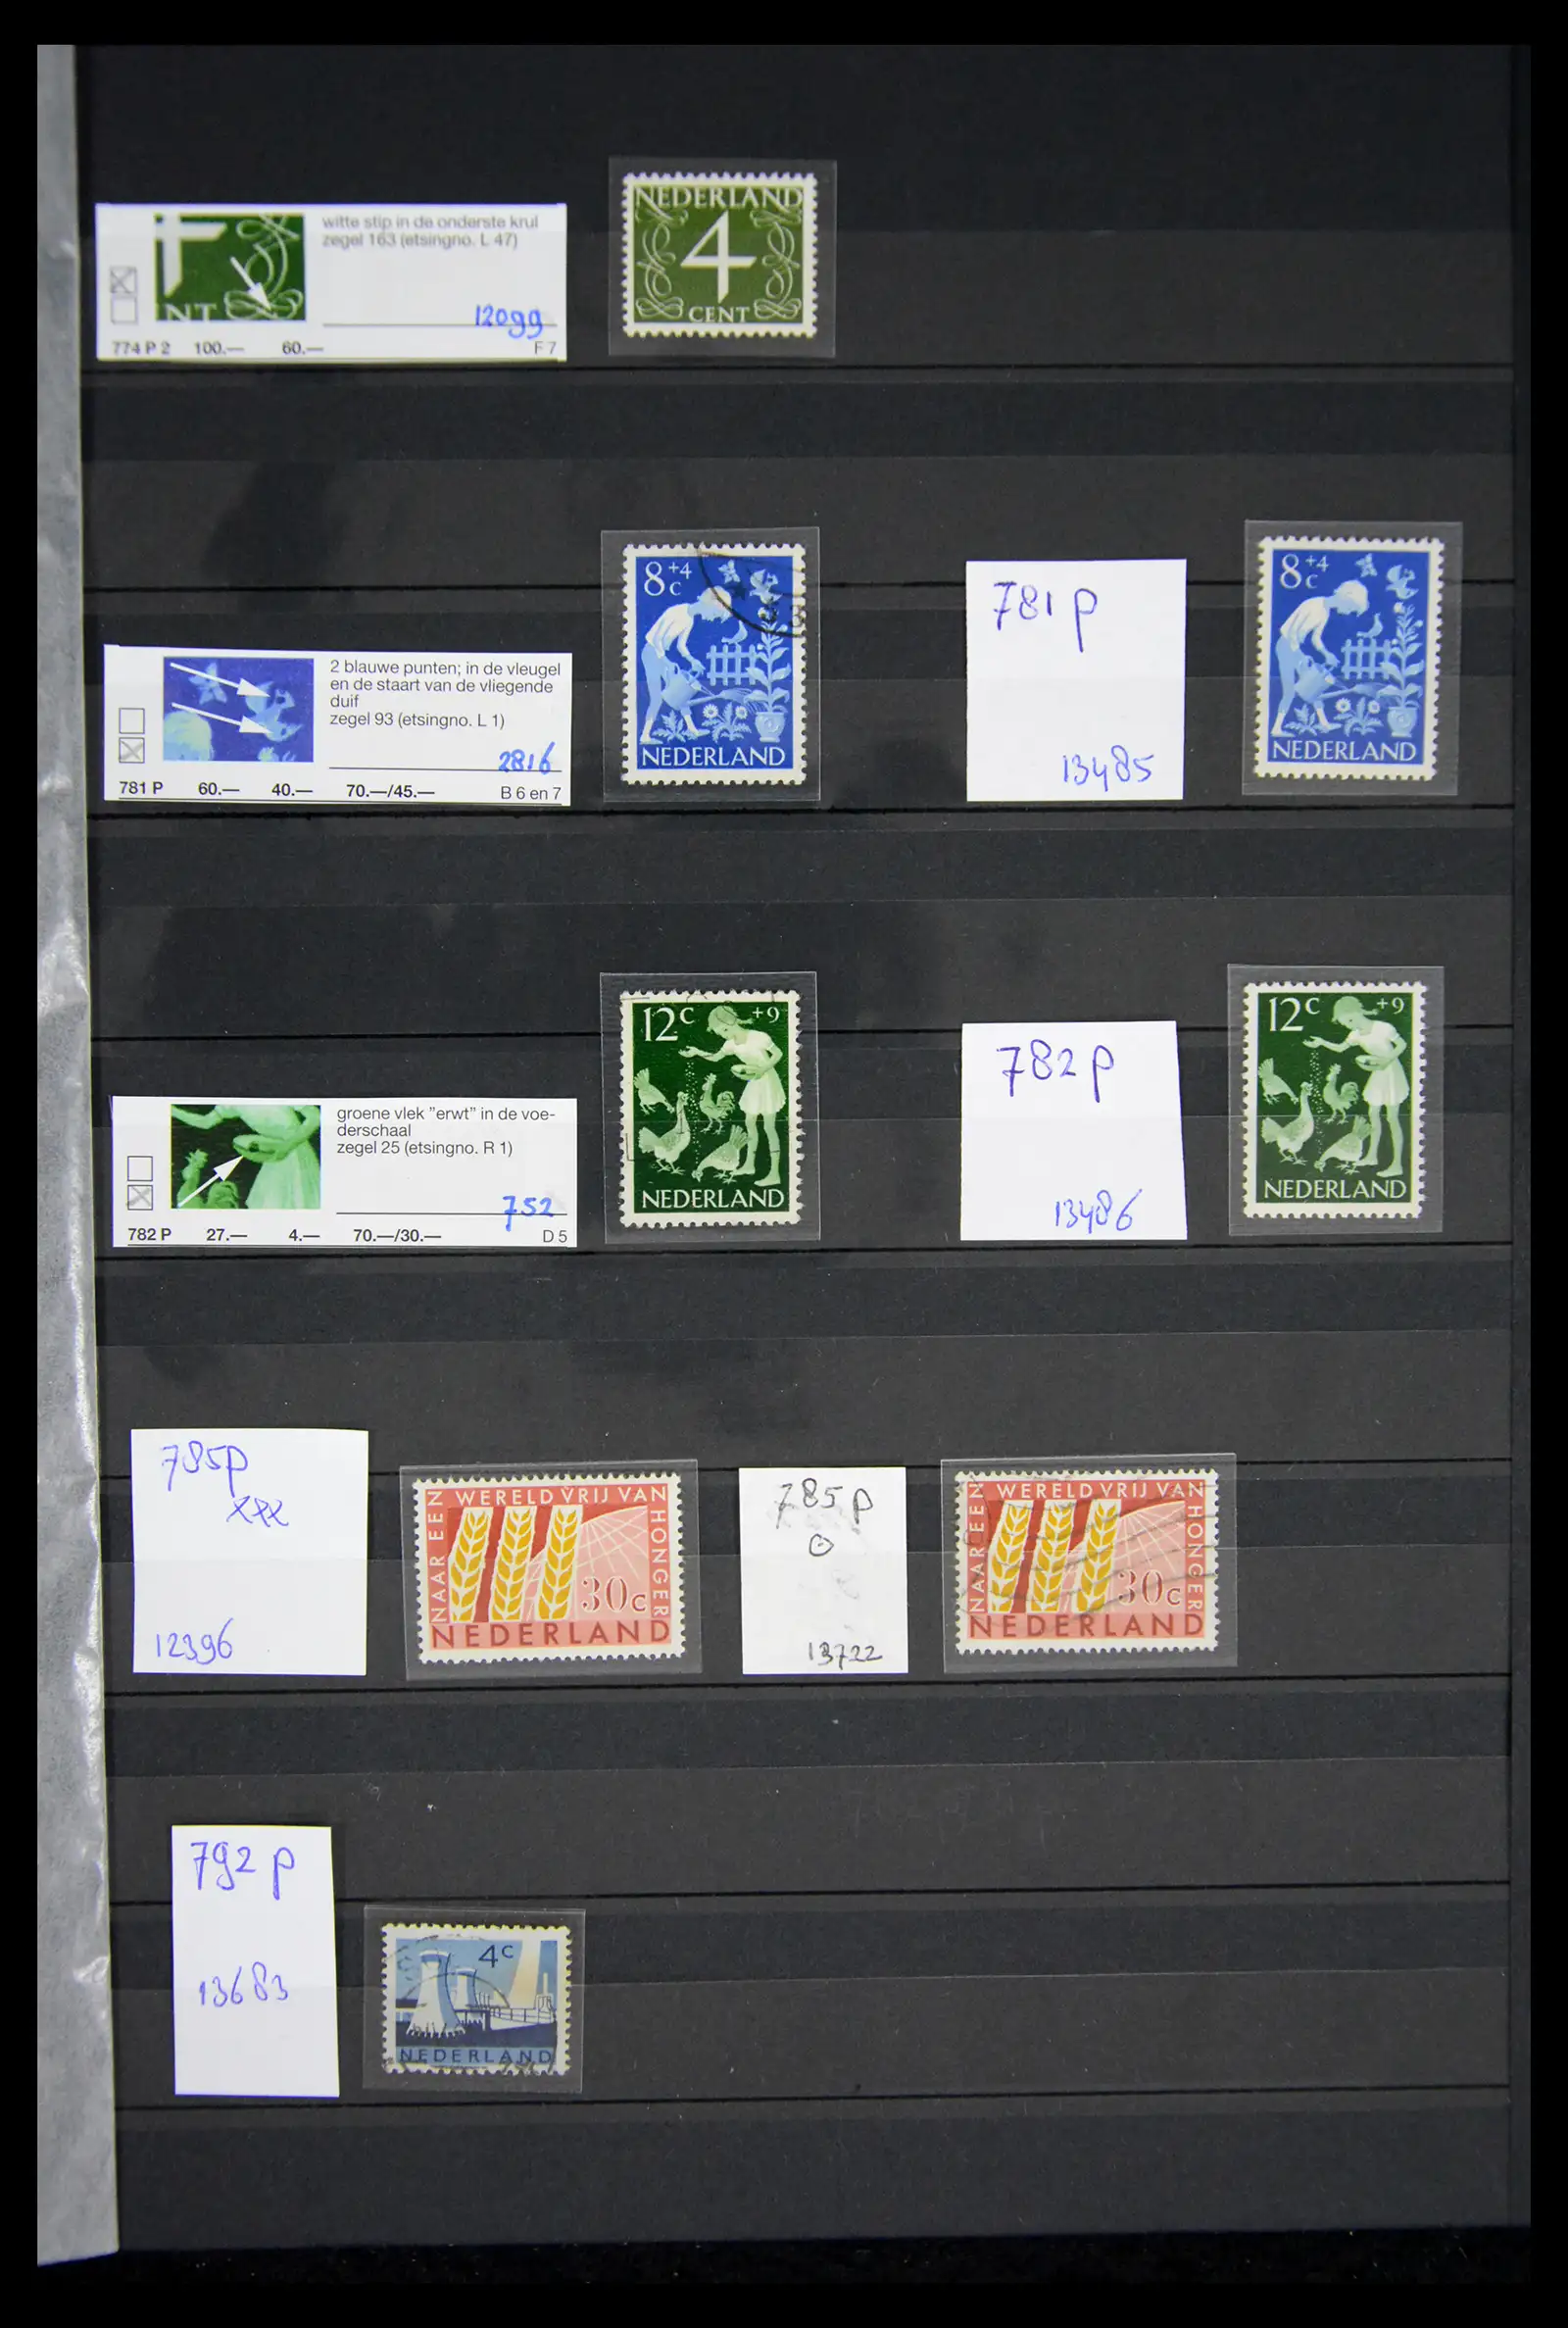 witte stip in de onderste krul
zegel 163 (etsingno. L 47)
NT
12099
774 P 2 100.— 60.— F 7
NEDERLAND
4
CENT
2 blauwe punten; in de vleugel
en de staart van de vliegende
duif
zegel 93 (etsingno. L 1)
2816
781 P 60.— 40.— 70.—/45.— B 6 en 7
8+4
c
NEDERLAND
781 p
13485
8+4
c
NEDERLAND
groene vlek "erwt" in de voe-
derschaal
zegel 25 (etsingno. R 1)
752
782 P 27.— 4.— 70.—/30.— D 5
12c +9
NEDERLAND
782 p
13486
12c +9
NEDERLAND
785p
xxx
12396
NAAR EEN WERELD VRIJ VAN HONGER
30c
NEDERLAND
785 p
13722
NAAR EEN WERELD VRIJ VAN HONGER
30c
NEDERLAND
792 p
13683
4c
NEDERLAND